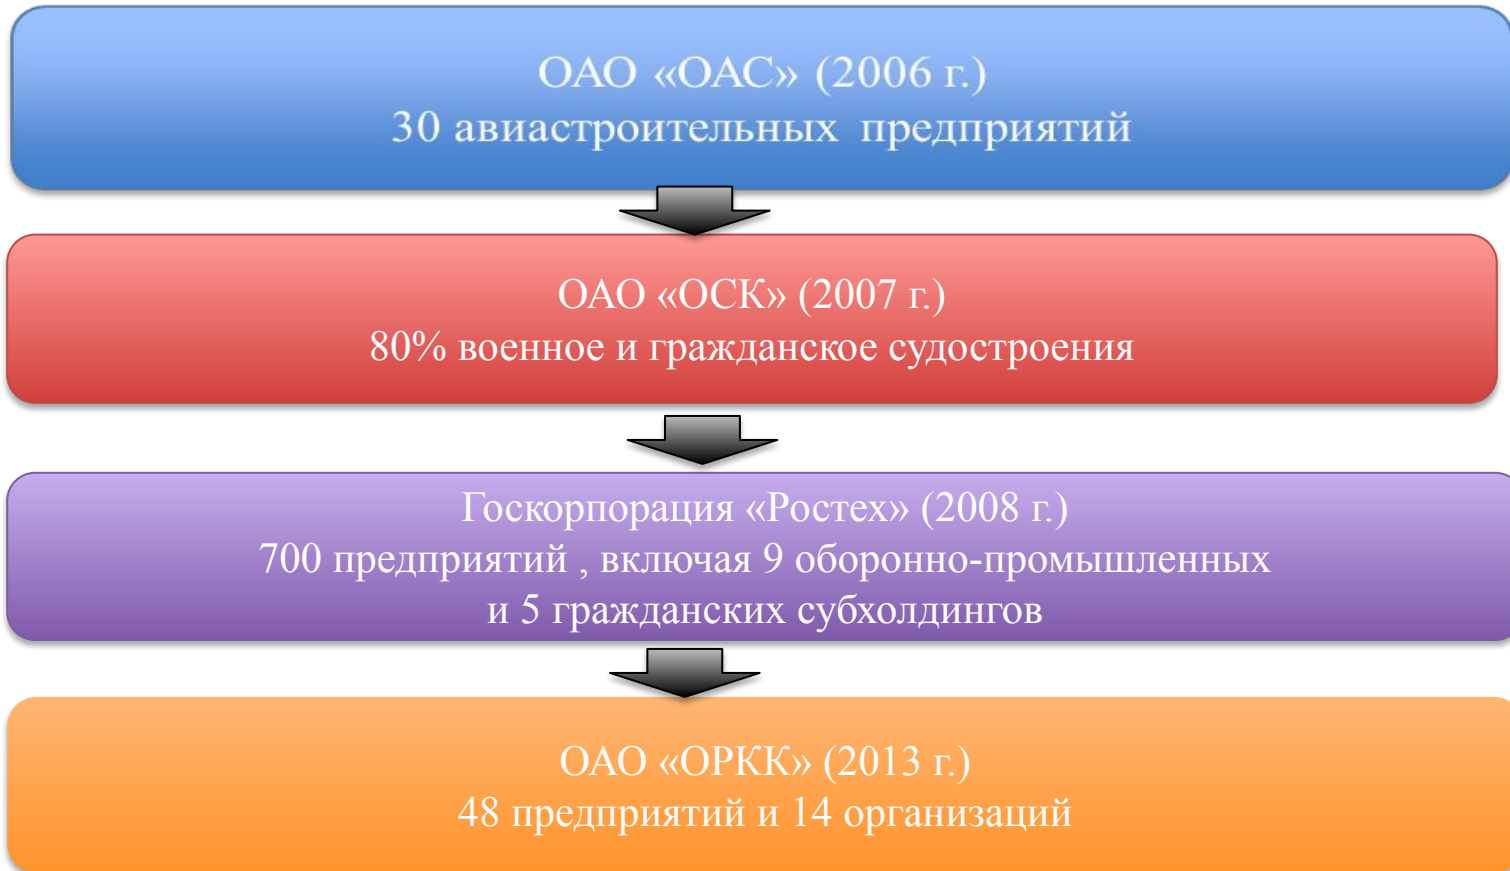 ОАО «ОАС» (2006 г.)
30 авиастроительных предприятий
ОАО «ОСК» (2007 г.)
80% военное и гражданское судостроения
Госкорпорация «Ростех» (2008 г.)
700 предприятий , включая 9 оборонно-промышленных
и 5 гражданских субхолдингов
ОАО «ОРКК» (2013 г.)
48 предприятий и 14 организаций